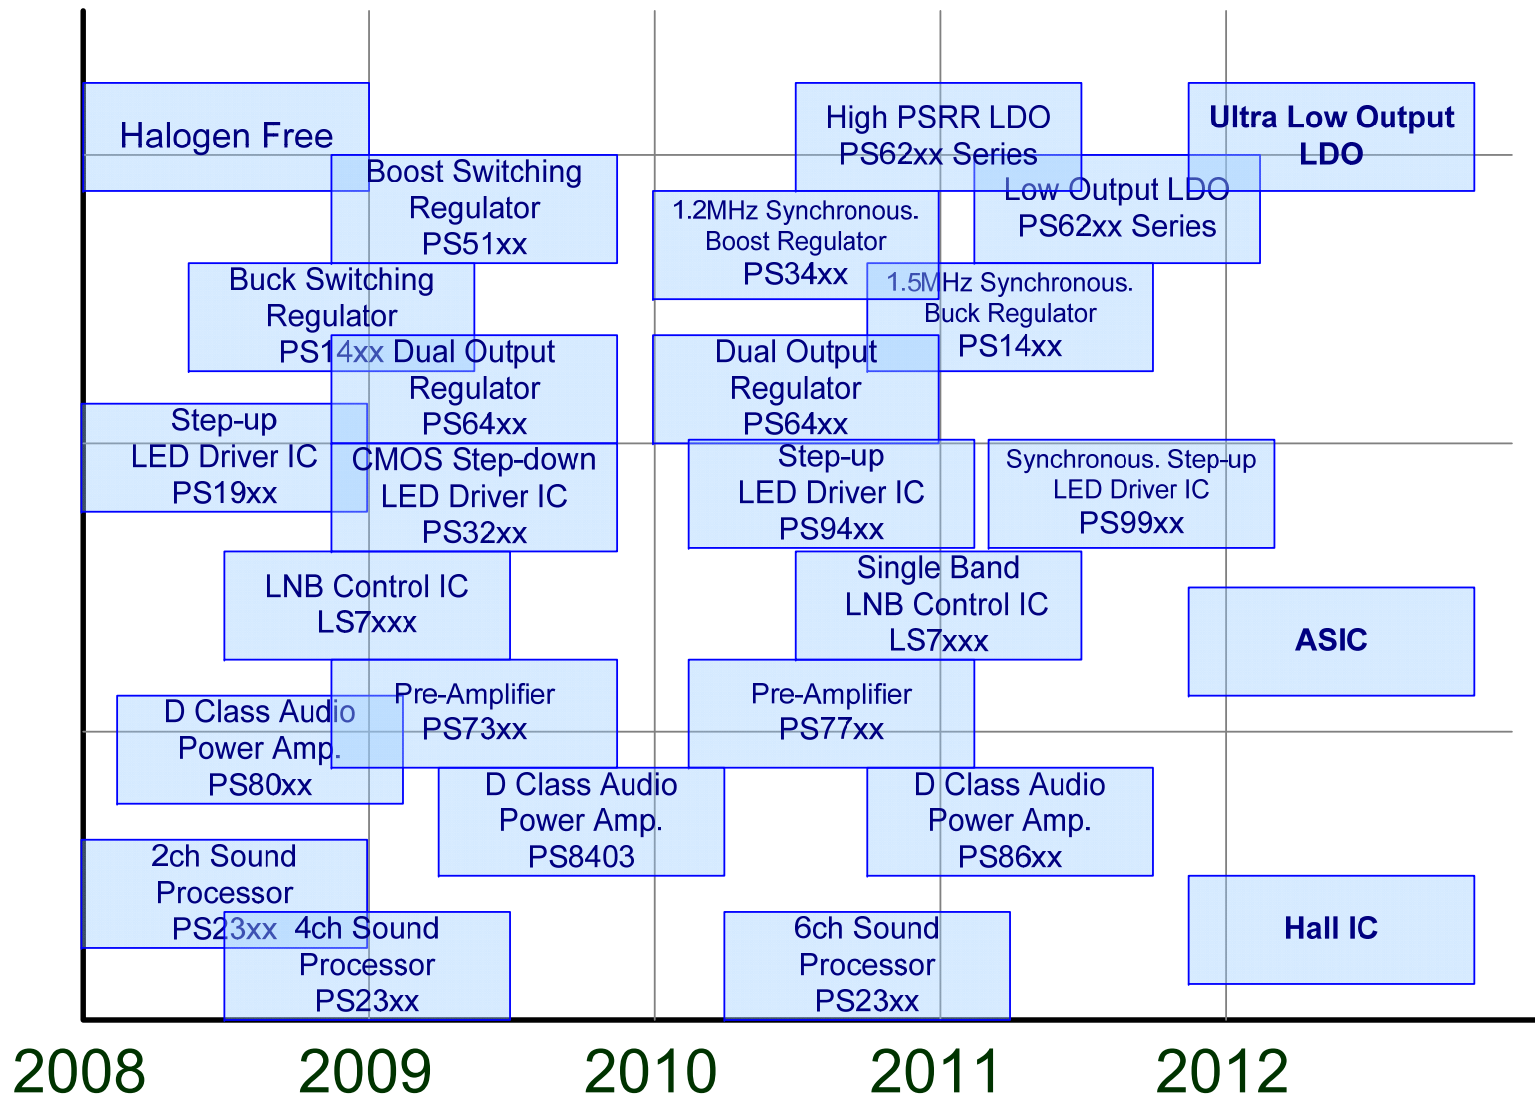 Halogen Free
High PSRR LDO
PS62xx Series
Ultra Low Output
LDO
Boost Switching
Regulator
PS51xx
Low Output LDO
PS62xx Series
1.2MHz Synchronous.
Boost Regulator
PS34xx
Buck Switching
Regulator
PS14xx
1.5MHz Synchronous.
Buck Regulator
PS14xx
Dual Output
Regulator
PS64xx
Dual Output
Regulator
PS64xx
Step-up
LED Driver IC
PS19xx
CMOS Step-down
LED Driver IC
PS32xx
Step-up
LED Driver IC
PS94xx
Synchronous. Step-up
LED Driver IC
PS99xx
LNB Control IC
LS7xxx
Single Band
LNB Control IC
LS7xxx
ASIC
Pre-Amplifier
PS73xx
Pre-Amplifier
PS77xx
D Class Audio
Power Amp.
PS80xx
D Class Audio
Power Amp.
PS8403
D Class Audio
Power Amp.
PS86xx
2ch Sound
Processor
PS23xx
4ch Sound
Processor
PS23xx
6ch Sound
Processor
PS23xx
Hall IC
2008 2009 2010 2011 2012